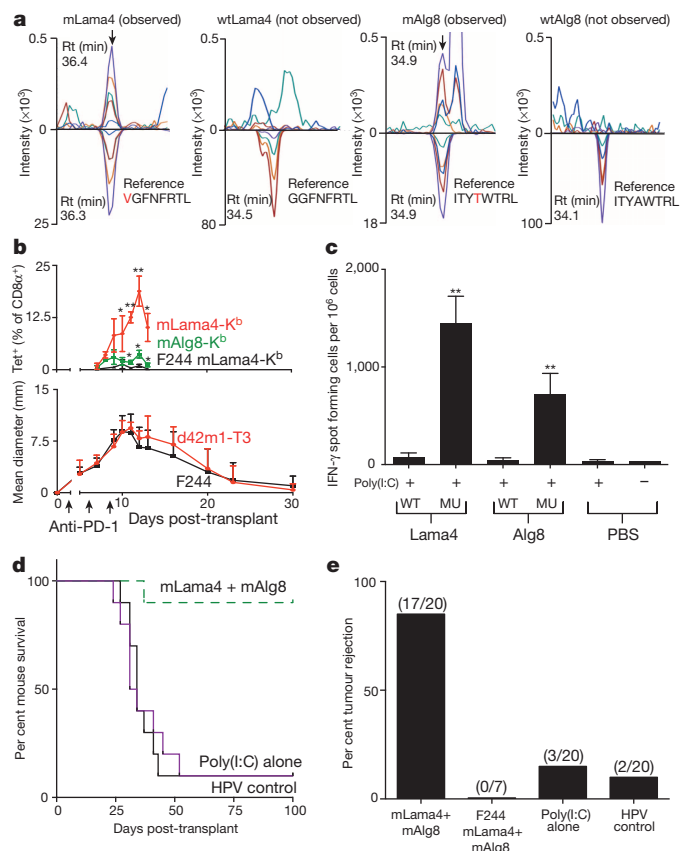 a
mLama4 (observed)
wtLama4 (not observed)
mAlg8 (observed)
wtAlg8 (not observed)
0.5
Rt (min)
36.4
0
Intensity (×10³)
Rt (min)
36.3
25
Reference
VGFNFRTL
0.5
0
Intensity (×10³)
Rt (min)
34.5
80
Reference
GGFNFRTL
0.5
Rt (min)
34.9
0
Intensity (×10³)
Rt (min)
34.9
18
Reference
ITYTWTRL
0.5
0
Intensity (×10³)
Rt (min)
34.1
100
Reference
ITYAWTRL
b
Tet⁺ (% of CD8α⁺)
25
12.5
0
**
* ** *
mLama4-Kᵇ
mAlg8-Kᵇ
F244 mLama4-Kᵇ
Mean diameter (mm)
15
7.5
0
d42m1-T3
F244
0 10 20 30
Anti-PD-1
Days post-transplant
c
IFN-γ spot forming cells per 10⁶ cells
2,000
1,000
0
**
**
Poly(I:C) + + + + + −
WT MU WT MU
Lama4 Alg8 PBS
d
Per cent mouse survival
100
50
0
mLama4 + mAlg8
Poly(I:C) alone
HPV control
0 25 50 75 100
Days post-transplant
e
Per cent tumour rejection
100
50
0
(17/20)
(0/7)
(3/20)
(2/20)
mLama4+
mAlg8
F244
mLama4+
mAlg8
Poly(I:C)
alone
HPV
control